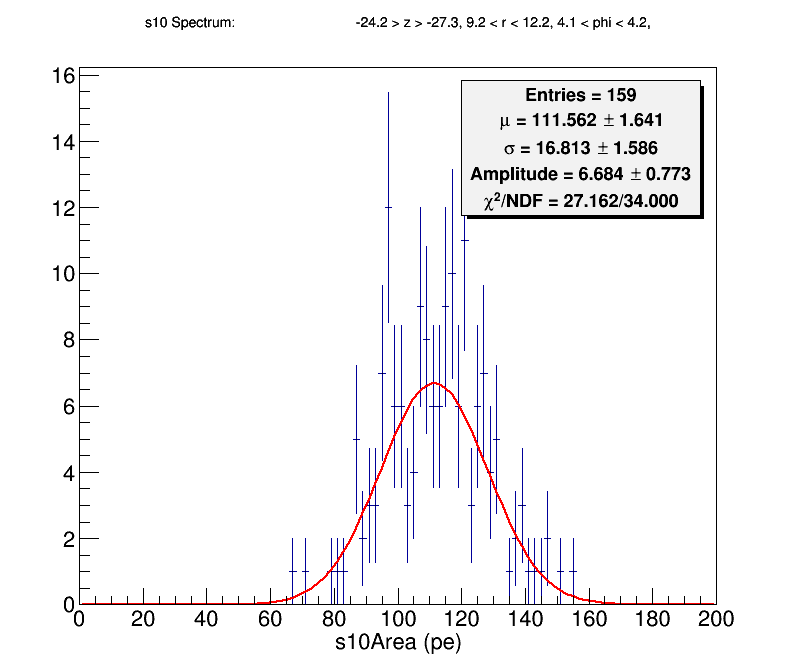 s10 Spectrum: -24.2 > z > -27.3, 9.2 < r < 12.2, 4.1 < phi < 4.2,
Entries = 159
μ = 111.562 ± 1.641
σ = 16.813 ± 1.586
Amplitude = 6.684 ± 0.773
χ²/NDF = 27.162/34.000
16
14
12
10
8
6
4
2
0
0 20 40 60 80 100 120 140 160 180 200
s10Area (pe)